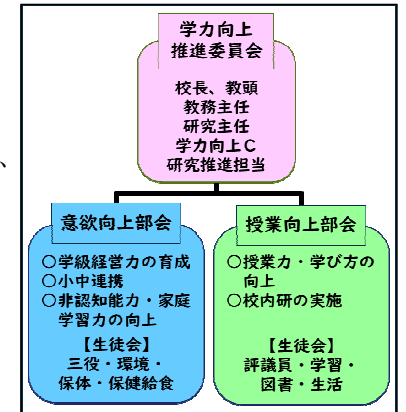 学力向上
推進委員会
校長、教頭
教務主任
研究主任
学力向上C
研究推進担当
、
意欲向上部会
○学級経営力の育成
○小中連携
○非認知能力・家庭
学習力の向上
【生徒会】
三役・環境・
保体・保健給食
授業向上部会
○授業力・学び方の
向上
○校内研の実施
【生徒会】
評議員・学習・
図書・生活